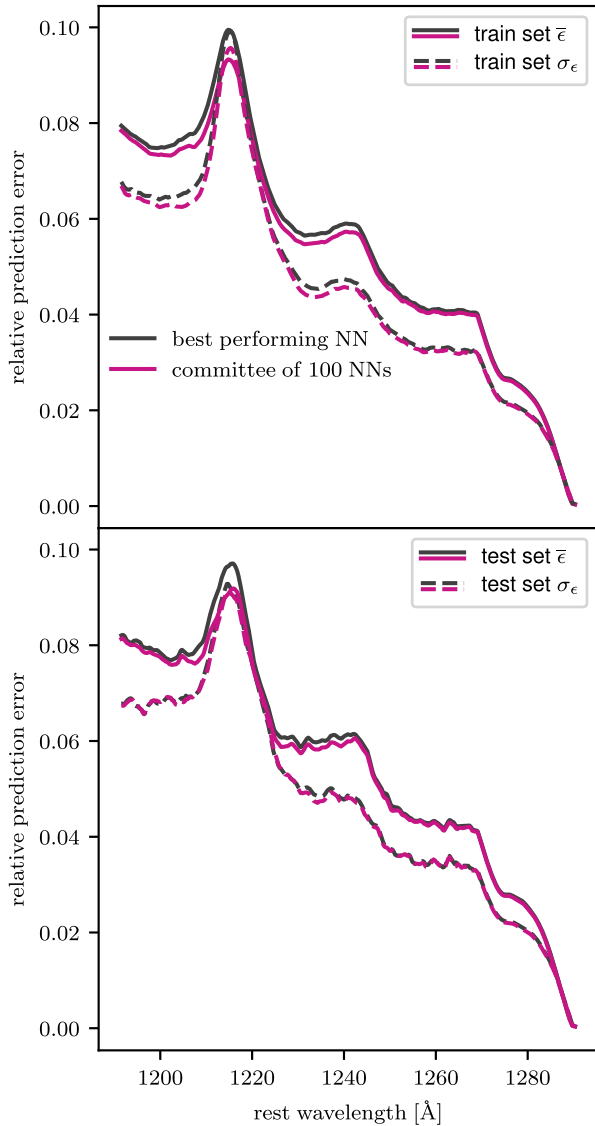 0.10
0.08
0.06
0.04
0.02
0.00
relative prediction error
train set ϵ̅
train set σ_ϵ
best performing NN
committee of 100 NNs
0.10
0.08
0.06
0.04
0.02
0.00
relative prediction error
test set ϵ̅
test set σ_ϵ
1200 1220 1240 1260 1280
rest wavelength [Å]